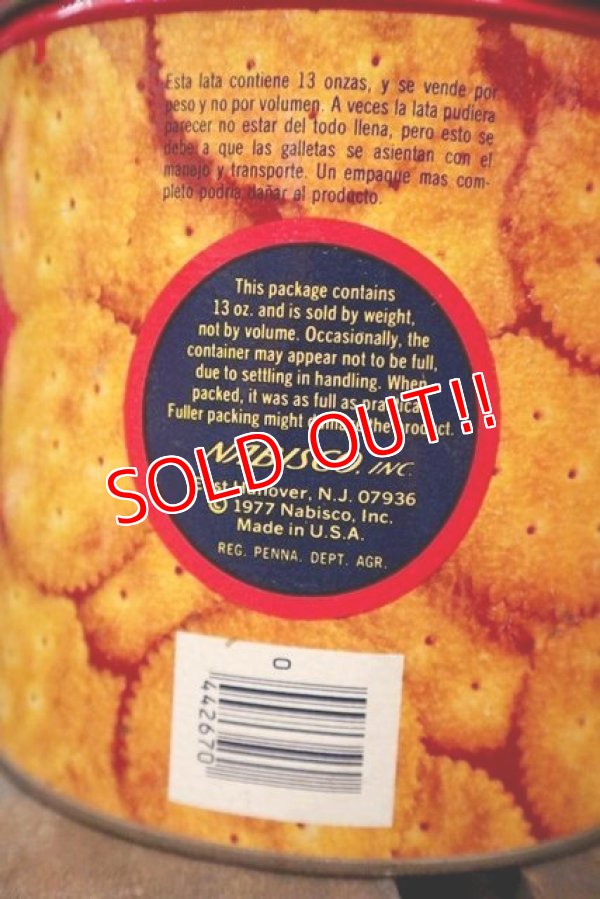 Esta lata contiene 13 onzas, y se vende por
peso y no por volumen. A veces la lata pudiera
parecer no estar del todo llena, pero esto se
debe a que las galletas se asientan con el
manejo y transporte. Un empaque mas com-
pleto podria dañar el producto.
This package contains
13 oz. and is sold by weight,
not by volume. Occasionally, the
container may appear not to be full,
due to settling in handling. When
packed, it was as full as
Fuller packing might the product.
NABISCO, INC.
East Hanover, N.J. 07936
© 1977 Nabisco, Inc.
Made in U.S.A.
REG. PENNA. DEPT. AGR.
SOLD OUT!!
0
442670